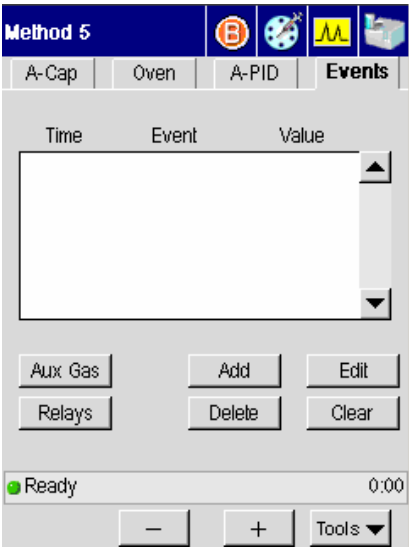 Method 5 B
A-Cap Oven A-PID Events
Time Event Value
Aux Gas Add Edit
Relays Delete Clear
Ready 0:00
− + Tools